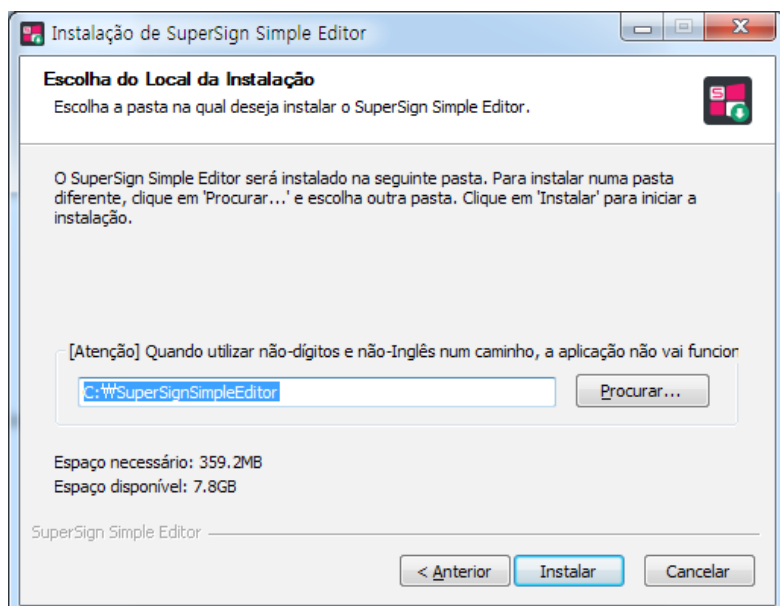 Instalação de SuperSign Simple Editor
Escolha do Local da Instalação
Escolha a pasta na qual deseja instalar o SuperSign Simple Editor.
S
O SuperSign Simple Editor será instalado na seguinte pasta. Para instalar numa pasta
diferente, clique em 'Procurar...' e escolha outra pasta. Clique em 'Instalar' para iniciar a
instalação.
[Atenção] Quando utilizar não-dígitos e não-Inglês num caminho, a aplicação não vai funcion
C:₩SuperSignSimpleEditor
Procurar...
Espaço necessário: 359.2MB
Espaço disponível: 7.8GB
SuperSign Simple Editor
< Anterior
Instalar
Cancelar